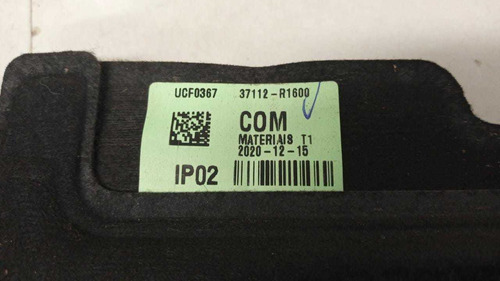 UCF0367 37112-R1600
COM
MATERIAIS T1
2020-12-15
IP02